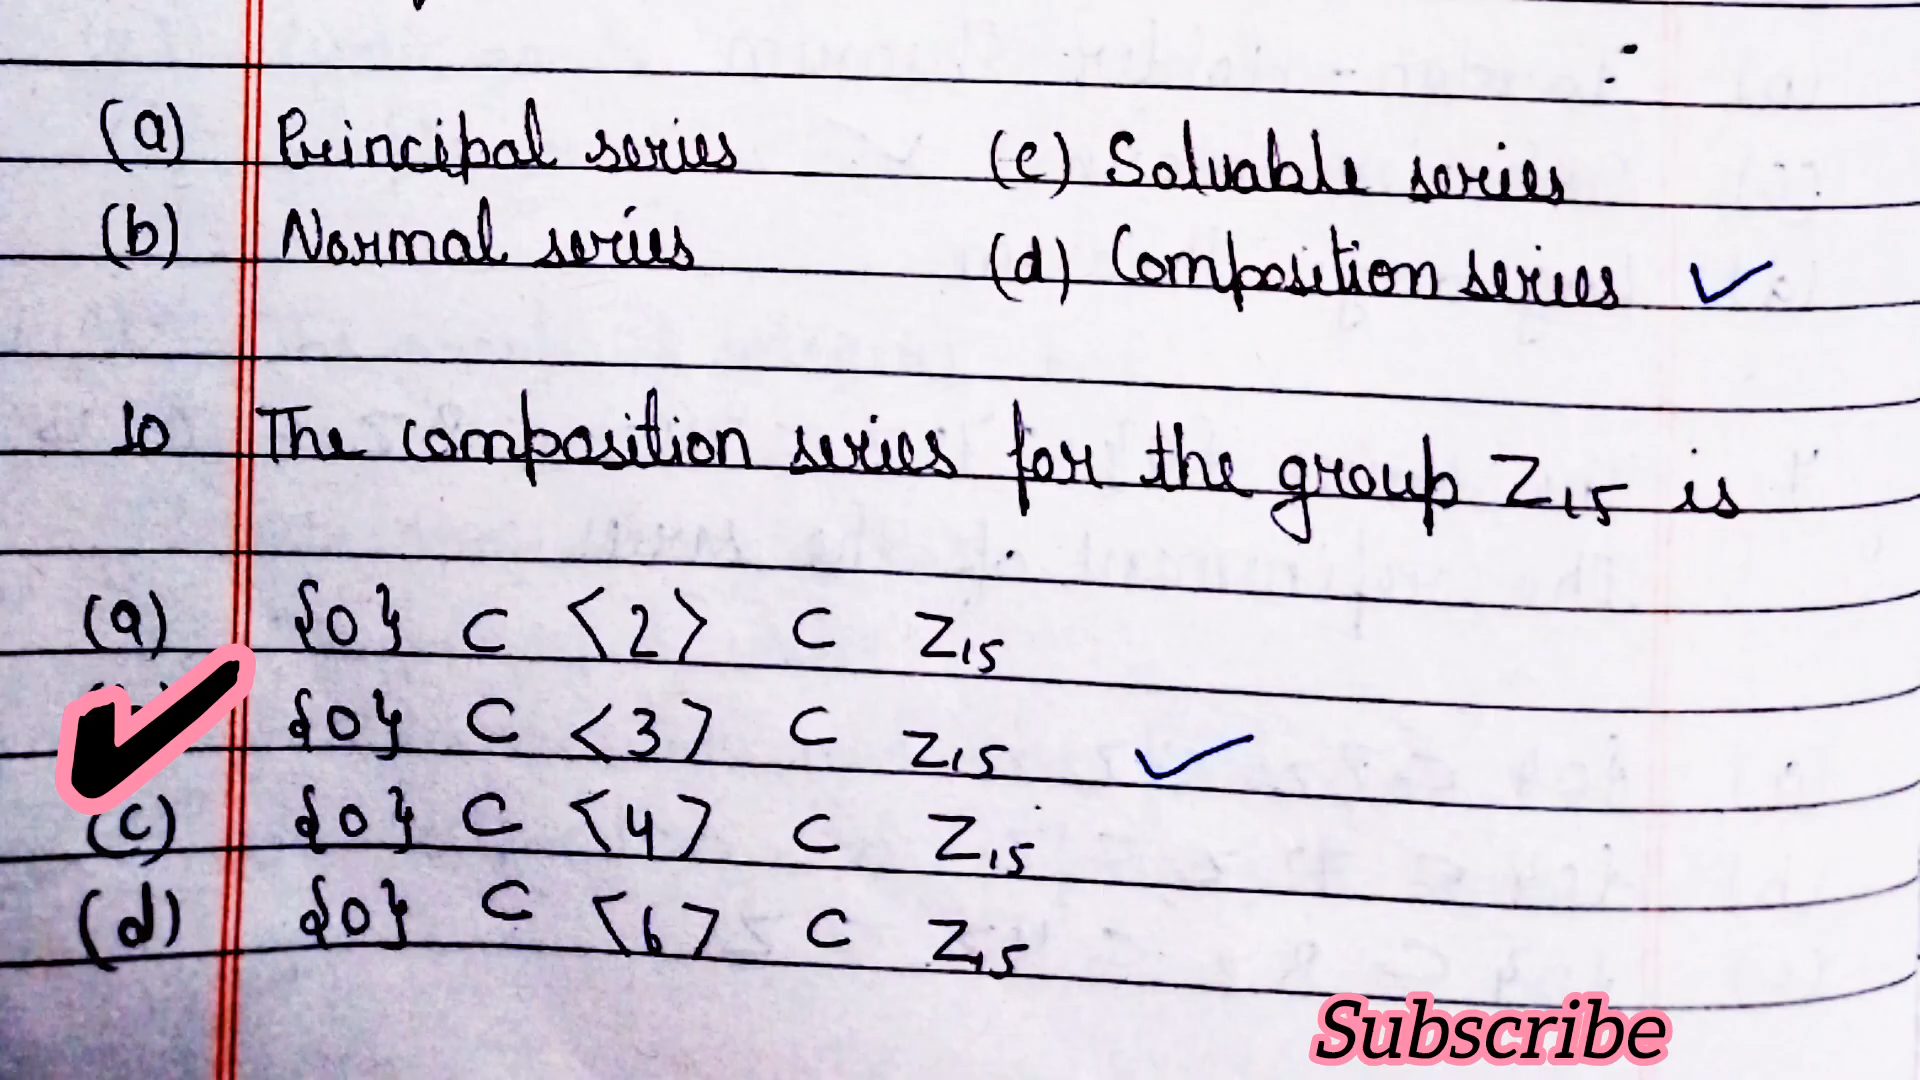 (a) Principal series (c) Solvable series
(b) Normal series (d) Composition series ✓
10 The composition series for the group Z15 is
(a) {0} ⊂ <2> ⊂ Z15
{0} ⊂ <3> ⊂ Z15 ✓
(c) {0} ⊂ <4> ⊂ Z15
(d) {0} ⊂ <6> ⊂ Z15
Subscribe